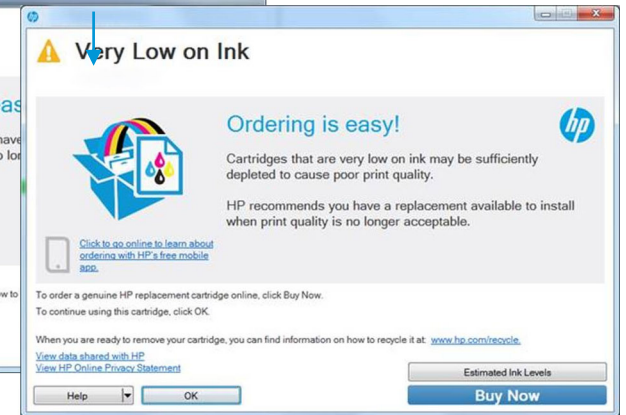 Very Low on Ink
Ordering is easy!
hp
Cartridges that are very low on ink may be sufficiently
depleted to cause poor print quality.
HP recommends you have a replacement available to install
when print quality is no longer acceptable.
Click to go online to learn about
ordering with HP's free mobile
app.
To order a genuine HP replacement cartridge online, click Buy Now.
To continue using this cartridge, click OK.
When you are ready to remove your cartridge, you can find information on how to recycle it at: www.hp.com/recycle.
View data shared with HP
View HP Online Privacy Statement
Estimated Ink Levels
Help
OK
Buy Now